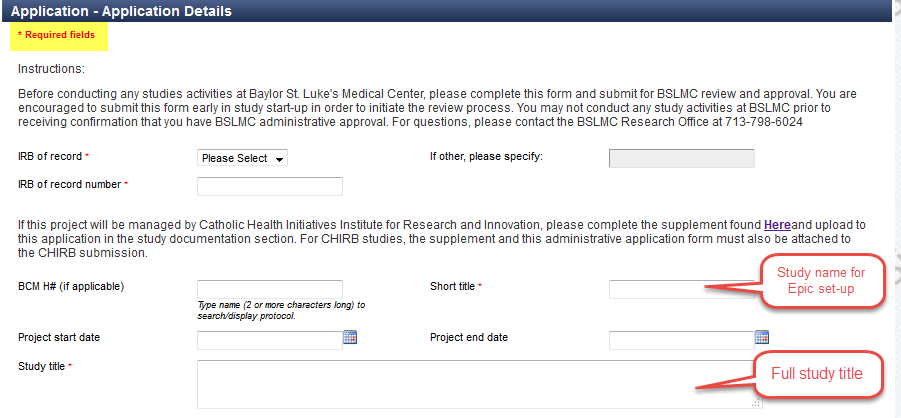 Application - Application Details
* Required fields
Instructions:
Before conducting any studies activities at Baylor St. Luke's Medical Center, please complete this form and submit for BSLMC review and approval. You are
encouraged to submit this form early in study start-up in order to initiate the review process. You may not conduct any study activities at BSLMC prior to
receiving confirmation that you have BSLMC administrative approval. For questions, please contact the BSLMC Research Office at 713-798-6024
IRB of record * Please Select If other, please specify:
IRB of record number *
If this project will be managed by Catholic Health Initiatives Institute for Research and Innovation, please complete the supplement found Hereand upload to
this application in the study documentation section. For CHIRB studies, the supplement and this administrative application form must also be attached to
the CHIRB submission.
Study name for
Epic set-up
BCM H# (if applicable) Short title *
Type name (2 or more characters long) to
search/display protocol.
Project start date Project end date
Study title *
Full study title